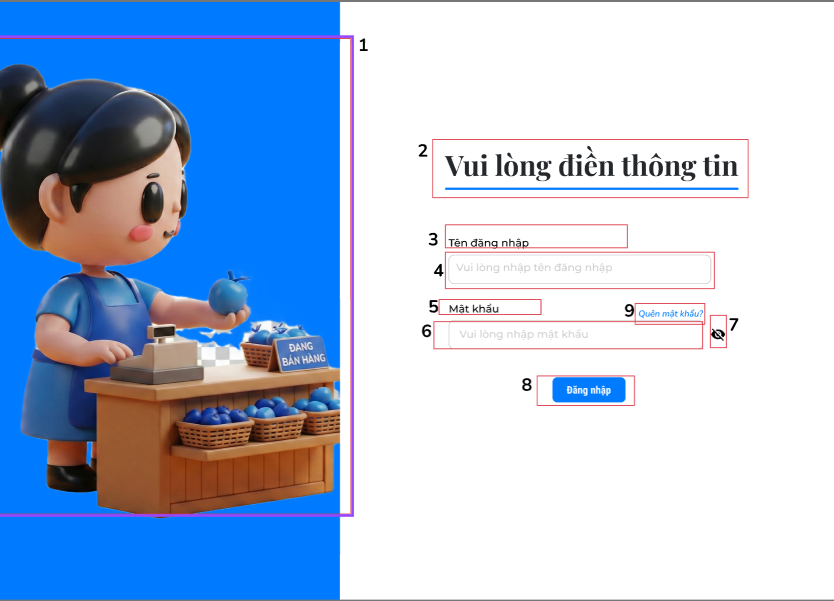 1
ĐANG
BÁN HÀNG
2
Vui lòng điền thông tin
3
Tên đăng nhập
4
Vui lòng nhập tên đăng nhập
5
Mật khẩu
9
Quên mật khẩu?
7
6
Vui lòng nhập mật khẩu
8
Đăng nhập